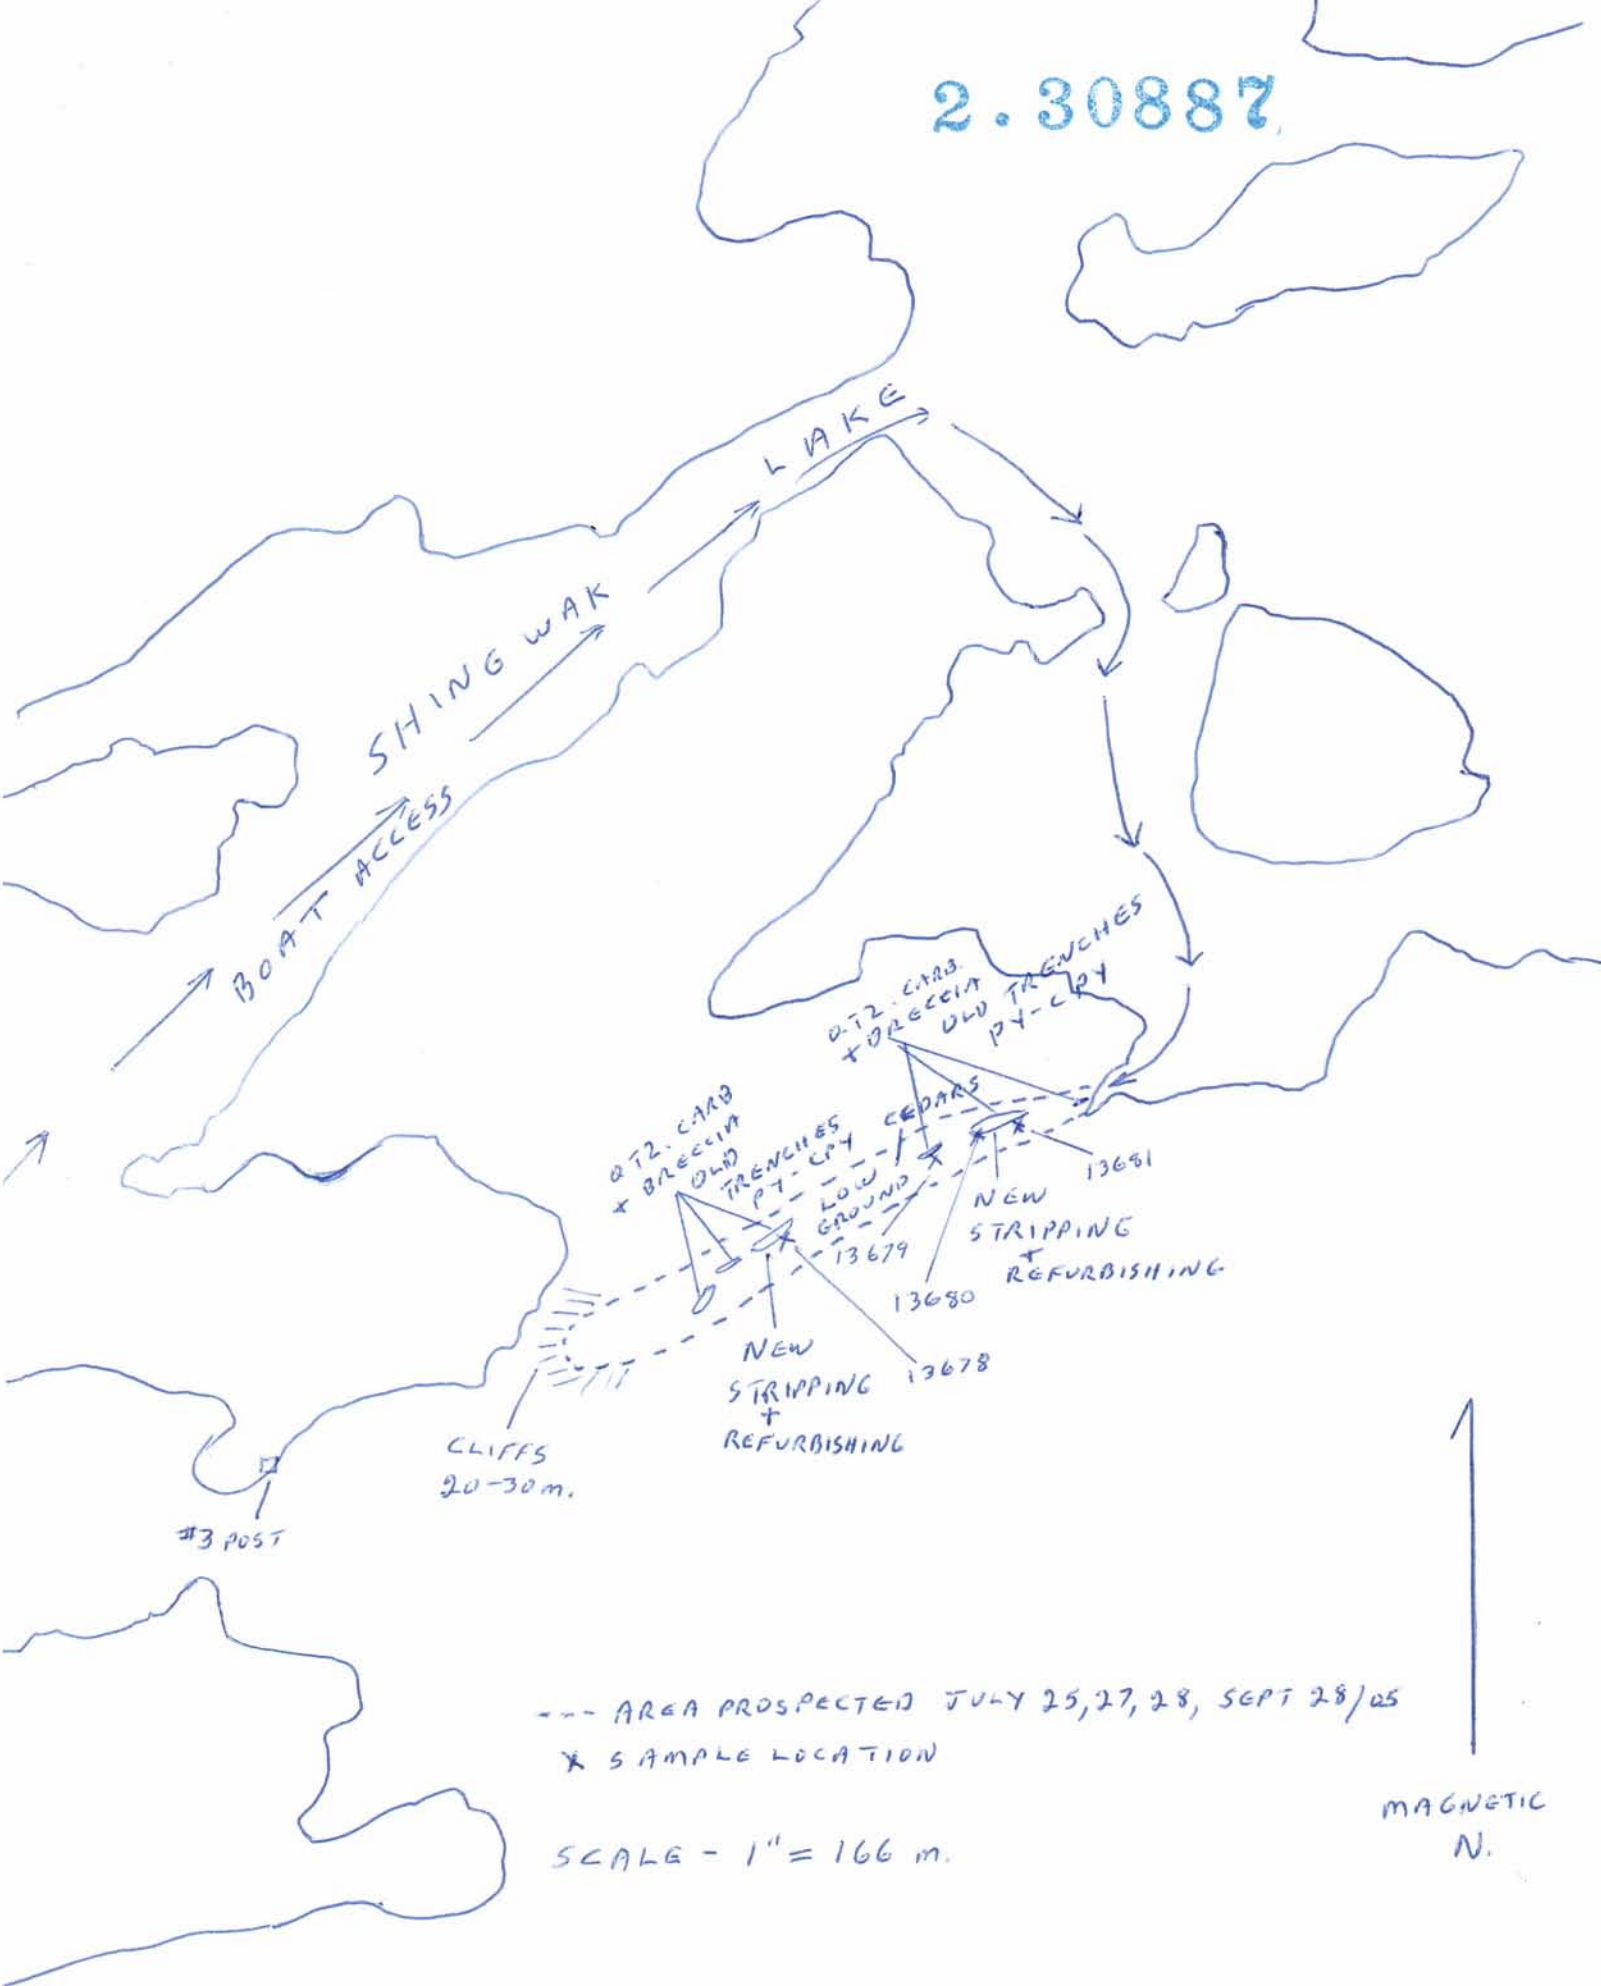 2.30887
LAKE
SHINGWAK
BOAT ACCESS
QTZ. CARB.
+ BRECCIA
OLD TRENCHES
PY-CPY
QTZ. CARB
+ BRECCIA
OLD
TRENCHES
PY-CPY
CEDARS
LOW
GROUND
13681
NEW
STRIPPING
+
REFURBISHING
13679
13680
NEW
STRIPPING
+
REFURBISHING
13678
CLIFFS
20-30 m.
#3 POST
--- AREA PROSPECTED JULY 25, 27, 28, SEPT 28/05
x SAMPLE LOCATION
SCALE - 1" = 166 m.
MAGNETIC
N.